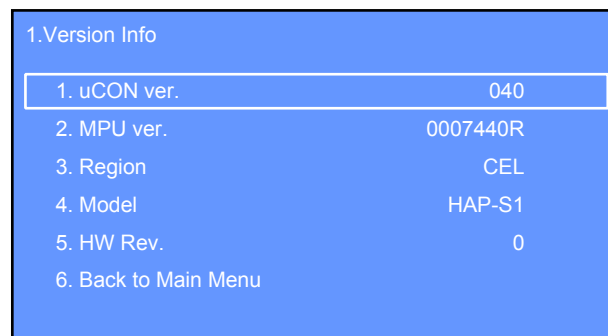 1.Version Info
1. uCON ver. 040
2. MPU ver. 0007440R
3. Region CEL
4. Model HAP-S1
5. HW Rev. 0
6. Back to Main Menu